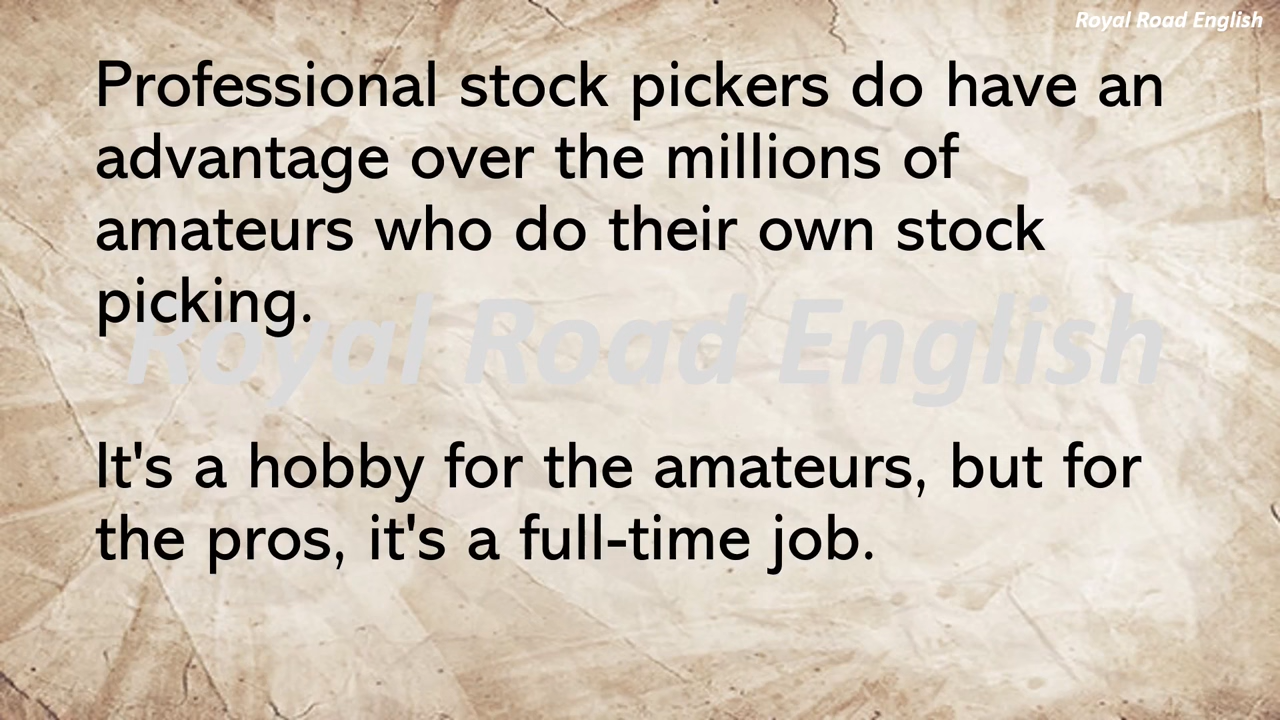 Royal Road English
Professional stock pickers do have an
advantage over the millions of
amateurs who do their own stock
picking.
Royal Road English
It's a hobby for the amateurs, but for
the pros, it's a full-time job.